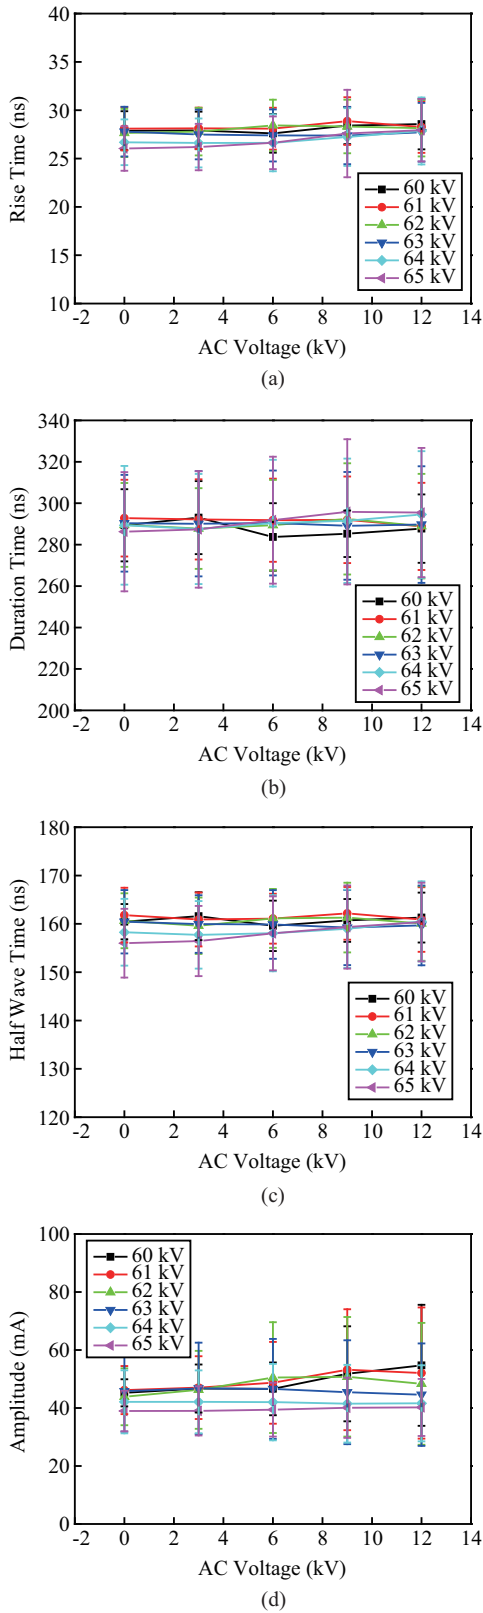 40
35
30
25
20
15
10
Rise Time (ns)
60 kV
61 kV
62 kV
63 kV
64 kV
65 kV
-2 0 2 4 6 8 10 12 14
AC Voltage (kV)
(a)
340
320
300
280
260
240
220
200
Duration Time (ns)
60 kV
61 kV
62 kV
63 kV
64 kV
65 kV
-2 0 2 4 6 8 10 12 14
AC Voltage (kV)
(b)
180
170
160
150
140
130
120
Half Wave Time (ns)
60 kV
61 kV
62 kV
63 kV
64 kV
65 kV
-2 0 2 4 6 8 10 12 14
AC Voltage (kV)
(c)
100
80
60
40
20
0
Amplitude (mA)
60 kV
61 kV
62 kV
63 kV
64 kV
65 kV
-2 0 2 4 6 8 10 12 14
AC Voltage (kV)
(d)